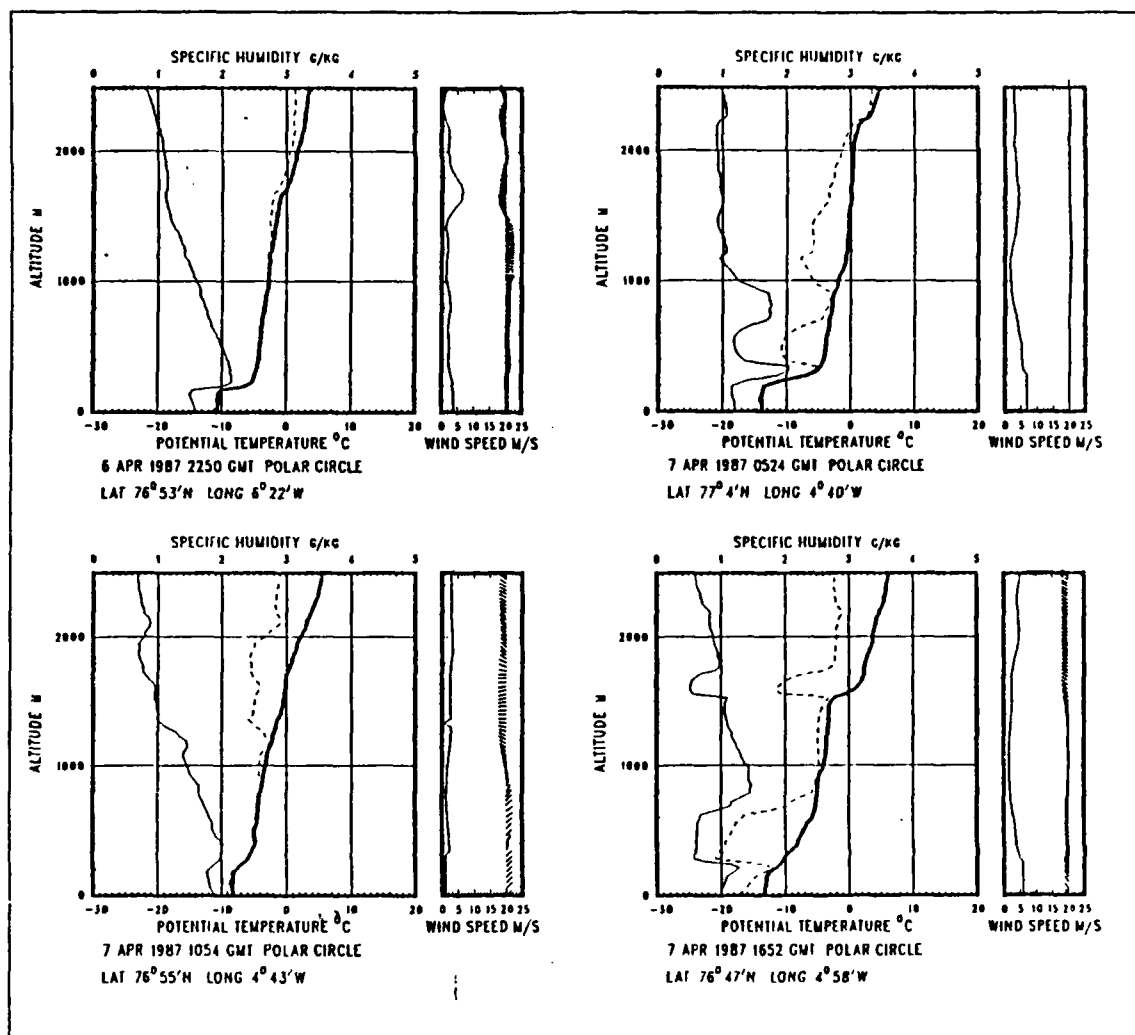 SPECIFIC HUMIDITY G/KG
0 1 2 3 4 5
ALTITUDE M
2000
1000
0
-30 -20 -10 0 10 20
0 5 10 15 20 25
POTENTIAL TEMPERATURE °C
WIND SPEED M/S
6 APR 1987 2250 GMT POLAR CIRCLE
LAT 76° 53'N LONG 6° 22'W
SPECIFIC HUMIDITY G/KG
0 1 2 3 4 5
ALTITUDE M
2000
1000
0
-30 -20 -10 0 10 20
0 5 10 15 20 25
POTENTIAL TEMPERATURE °C
WIND SPEED M/S
7 APR 1987 0524 GMT POLAR CIRCLE
LAT 77° 4'N LONG 4° 40'W
SPECIFIC HUMIDITY G/KG
0 1 2 3 4 5
ALTITUDE M
2000
1000
0
-30 -20 -10 0 10 20
0 5 10 15 20 25
POTENTIAL TEMPERATURE °C
WIND SPEED M/S
7 APR 1987 1054 GMT POLAR CIRCLE
LAT 76° 55'N LONG 4° 43'W
SPECIFIC HUMIDITY G/KG
0 1 2 3 4 5
ALTITUDE M
2000
1000
0
-30 -20 -10 0 10 20
0 5 10 15 20 25
POTENTIAL TEMPERATURE °C
WIND SPEED M/S
7 APR 1987 1652 GMT POLAR CIRCLE
LAT 76° 47'N LONG 4° 58'W